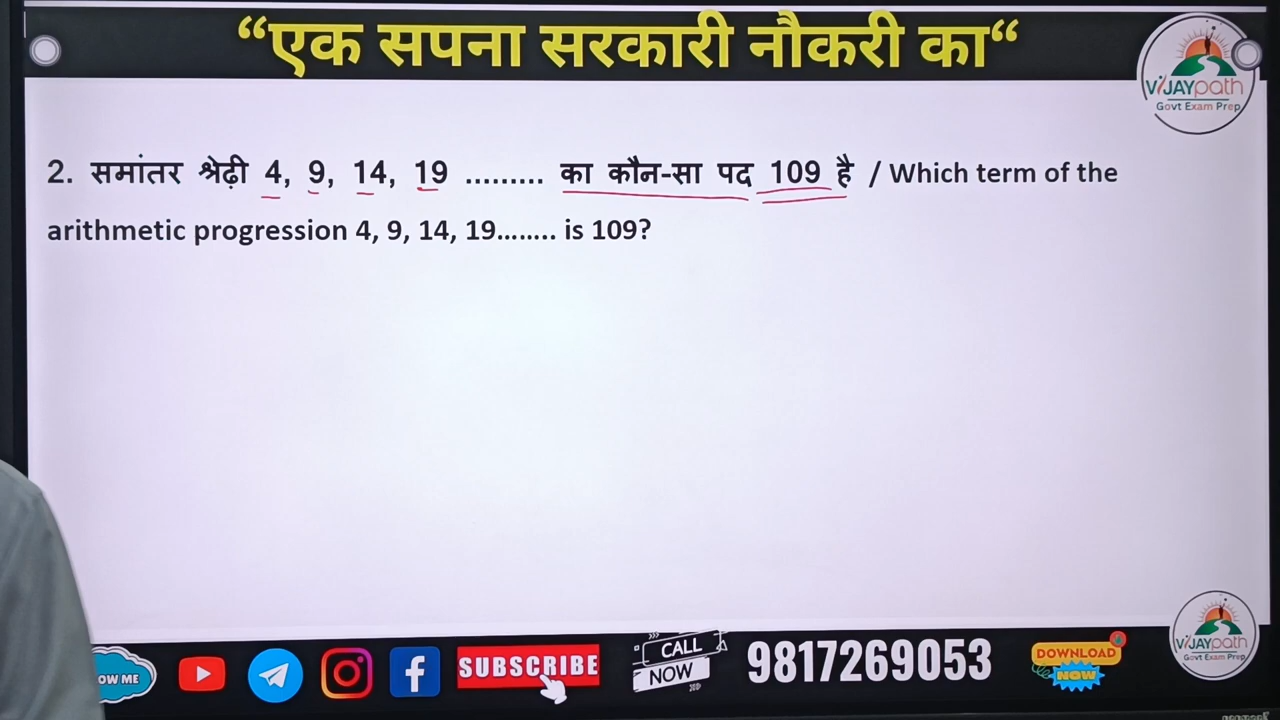 “एक सपना सरकारी नौकरी का“
VIJAYpath
Govt Exam Prep
2. समांतर श्रेढ़ी 4, 9, 14, 19 ......... का कौन-सा पद 109 है / Which term of the
arithmetic progression 4, 9, 14, 19........ is 109?
VIJAYpath
Govt Exam Prep
OW ME
SUBSCRIBE
CALL
NOW
9817269053
DOWNLOAD
NOW